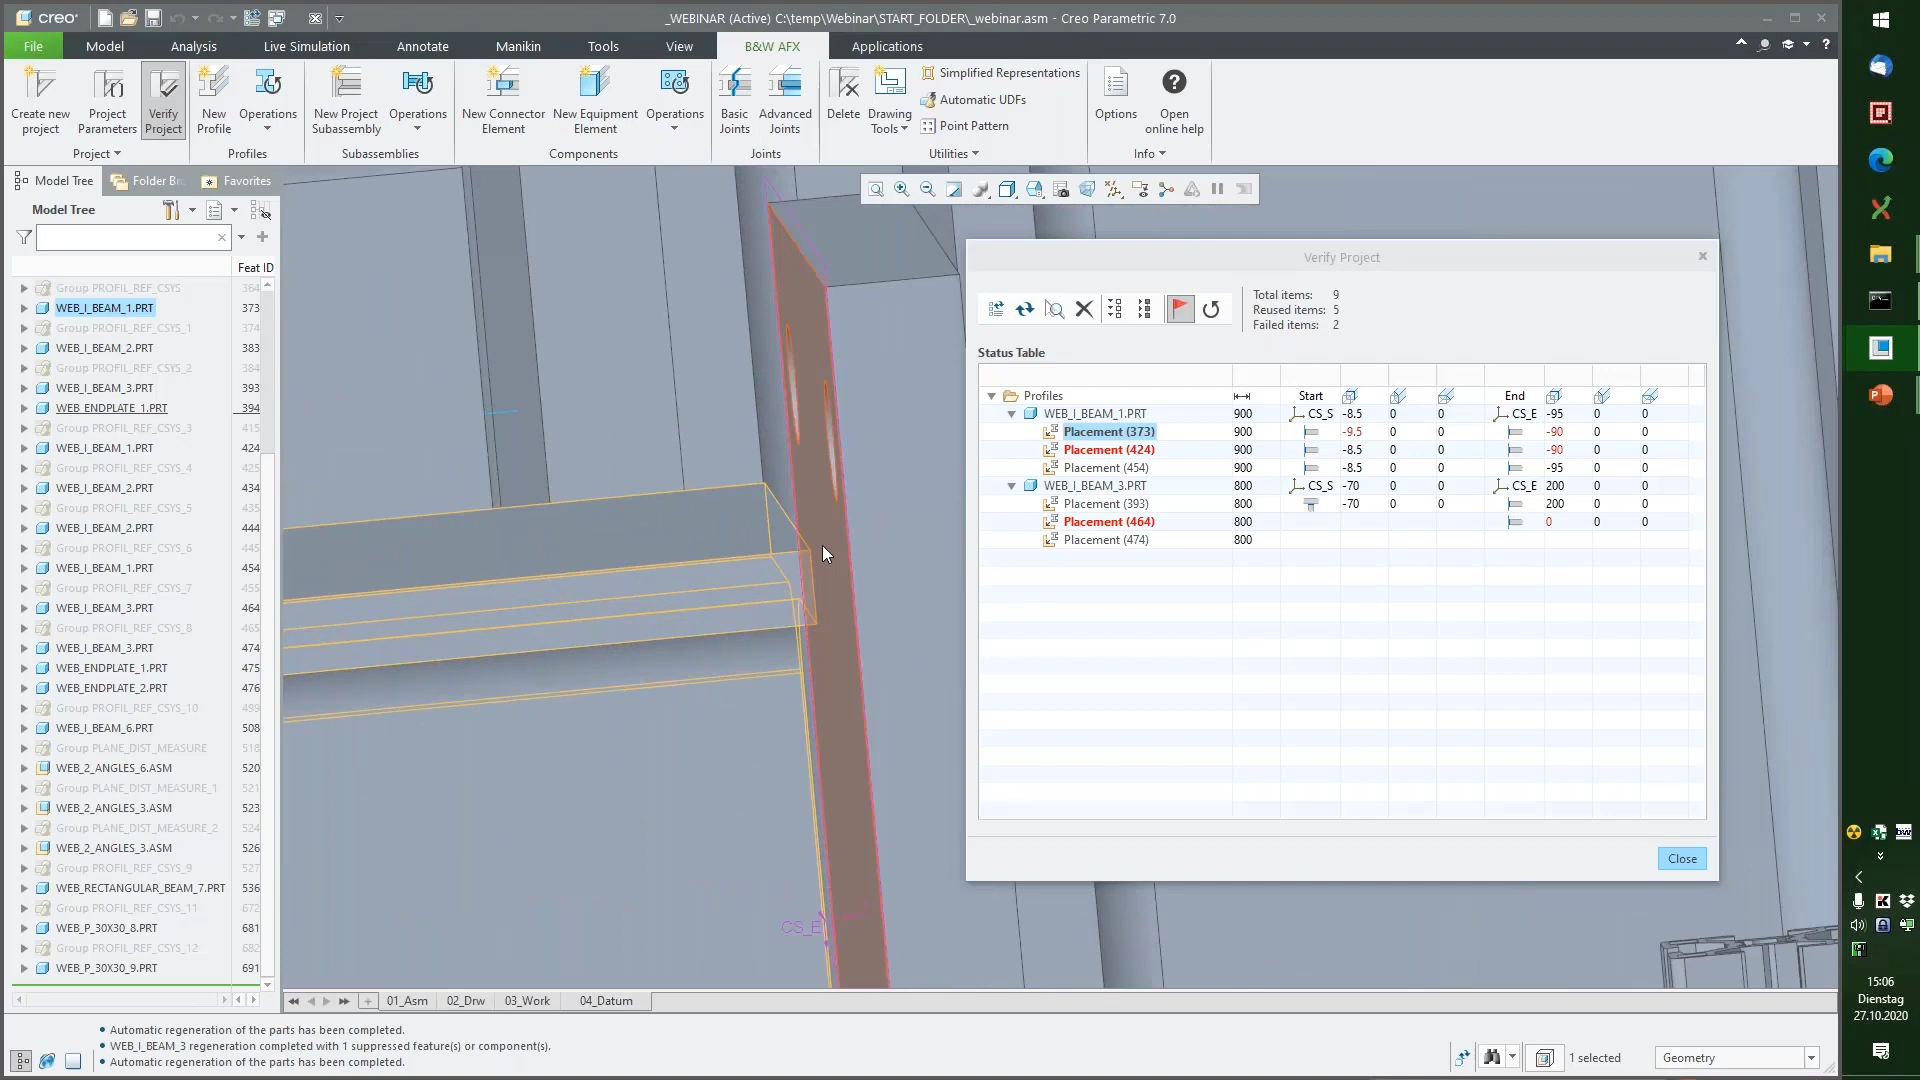 creo
_WEBINAR (Active) C:\temp\Webinar\START_FOLDER\_webinar.asm - Creo Parametric 7.0
File Model Analysis Live Simulation Annotate Manikin Tools View B&W AFX Applications
Create new project
Project Parameters
Verify Project
New Profile
Operations
New Project Subassembly
Operations
New Connector Element
New Equipment Element
Operations
Basic Joints
Advanced Joints
Delete
Drawing Tools
Simplified Representations
Automatic UDFs
Point Pattern
Options
Open online help
Project Profiles Subassemblies Components Joints Utilities Info
Model Tree Folder Br Favorites
Model Tree
Feat ID
Group PROFIL_REF_CSYS 364
WEB_I_BEAM_1.PRT 373
Group PROFIL_REF_CSYS_1 374
WEB_I_BEAM_2.PRT 383
Group PROFIL_REF_CSYS_2 384
WEB_I_BEAM_3.PRT 393
WEB_ENDPLATE_1.PRT 394
Group PROFIL_REF_CSYS_3 415
WEB_I_BEAM_1.PRT 424
Group PROFIL_REF_CSYS_4 425
WEB_I_BEAM_2.PRT 434
Group PROFIL_REF_CSYS_5 435
WEB_I_BEAM_2.PRT 444
Group PROFIL_REF_CSYS_6 445
WEB_I_BEAM_1.PRT 454
Group PROFIL_REF_CSYS_7 455
WEB_I_BEAM_3.PRT 464
Group PROFIL_REF_CSYS_8 465
WEB_I_BEAM_3.PRT 474
WEB_ENDPLATE_1.PRT 475
WEB_ENDPLATE_2.PRT 476
Group PROFIL_REF_CSYS_10 499
WEB_I_BEAM_6.PRT 508
Group PLANE_DIST_MEASURE 518
WEB_2_ANGLES_6.ASM 520
Group PLANE_DIST_MEASURE_1 521
WEB_2_ANGLES_3.ASM 523
Group PLANE_DIST_MEASURE_2 524
WEB_2_ANGLES_3.ASM 526
Group PROFIL_REF_CSYS_9 527
WEB_RECTANGULAR_BEAM_7.PRT 536
Group PROFIL_REF_CSYS_11 672
WEB_P_30X30_8.PRT 681
Group PROFIL_REF_CSYS_12 682
WEB_P_30X30_9.PRT 691
CS_E
Verify Project
Total items: 9
Reused items: 5
Failed items: 2
Status Table
Profiles Start End
WEB_I_BEAM_1.PRT 900 CS_S -8.5 0 0 CS_E -95 0 0
Placement (373) 900 -9.5 0 0 -90 0 0
Placement (424) 900 -8.5 0 0 -90 0 0
Placement (454) 900 -8.5 0 0 -95 0 0
WEB_I_BEAM_3.PRT 800 CS_S -70 0 0 CS_E 200 0 0
Placement (393) 800 -70 0 0 200 0 0
Placement (464) 800 0 0 0
Placement (474) 800
Close
01_Asm 02_Drw 03_Work 04_Datum
• Automatic regeneration of the parts has been completed.
• WEB_I_BEAM_3 regeneration completed with 1 suppressed feature(s) or component(s).
• Automatic regeneration of the parts has been completed.
1 selected
Geometry
bw
15:06
Dienstag
27.10.2020